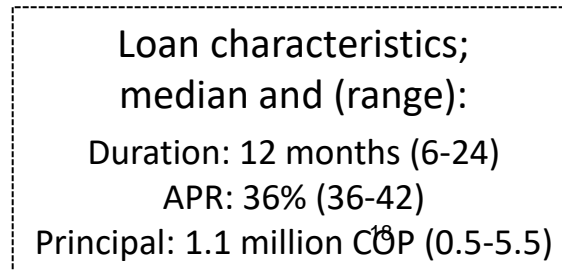 Loan characteristics;
median and (range):
Duration: 12 months (6-24)
APR: 36% (36-42)
Principal: 1.1 million COP (0.5-5.5)
18